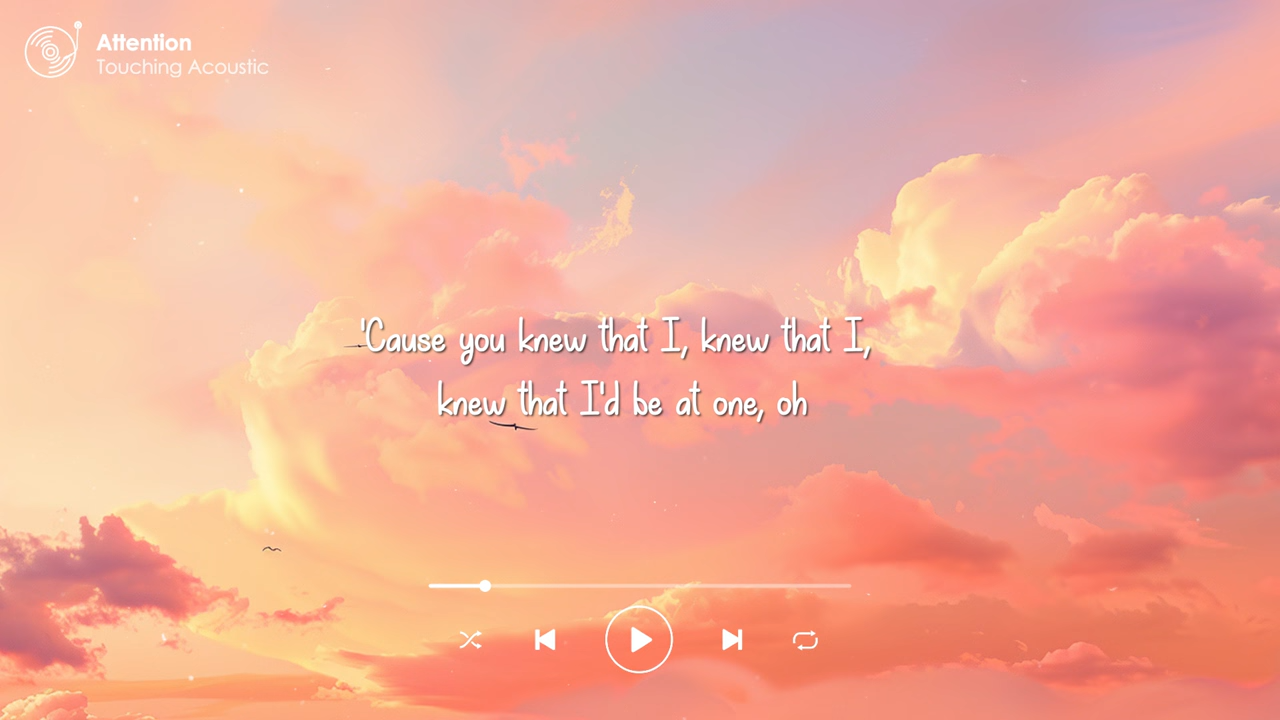 Attention
Touching Acoustic
'Cause you knew that I, knew that I,
knew that I'd be at one, oh